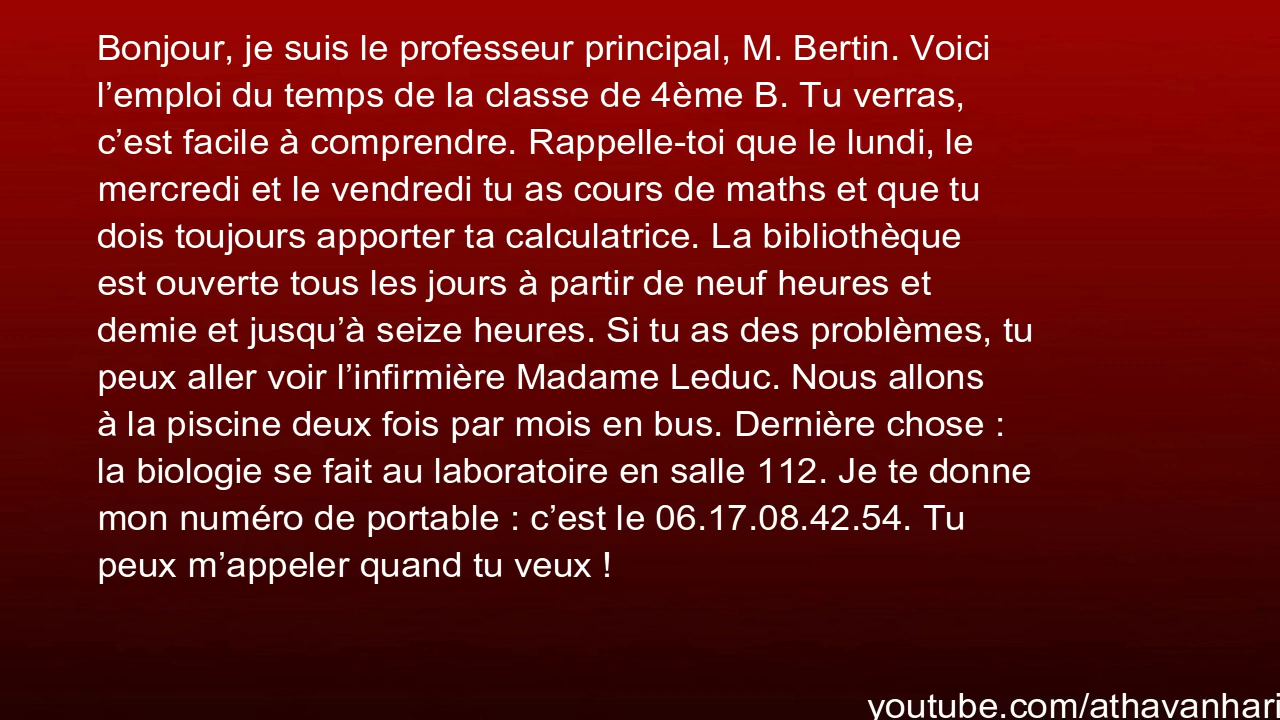 Bonjour, je suis le professeur principal, M. Bertin. Voici
l’emploi du temps de la classe de 4ème B. Tu verras,
c’est facile à comprendre. Rappelle-toi que le lundi, le
mercredi et le vendredi tu as cours de maths et que tu
dois toujours apporter ta calculatrice. La bibliothèque
est ouverte tous les jours à partir de neuf heures et
demie et jusqu’à seize heures. Si tu as des problèmes, tu
peux aller voir l’infirmière Madame Leduc. Nous allons
à la piscine deux fois par mois en bus. Dernière chose :
la biologie se fait au laboratoire en salle 112. Je te donne
mon numéro de portable : c’est le 06.17.08.42.54. Tu
peux m’appeler quand tu veux !
youtube.com/athavanhari